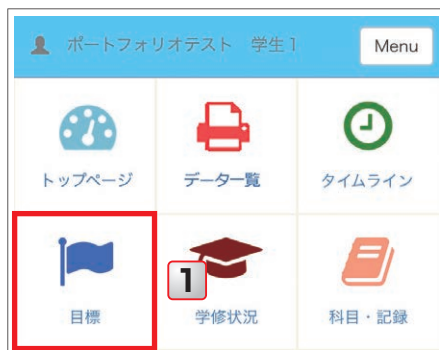 ポートフォリオテスト 学生1 Menu
トップページ データ一覧 タイムライン
1
目標 学修状況 科目・記録